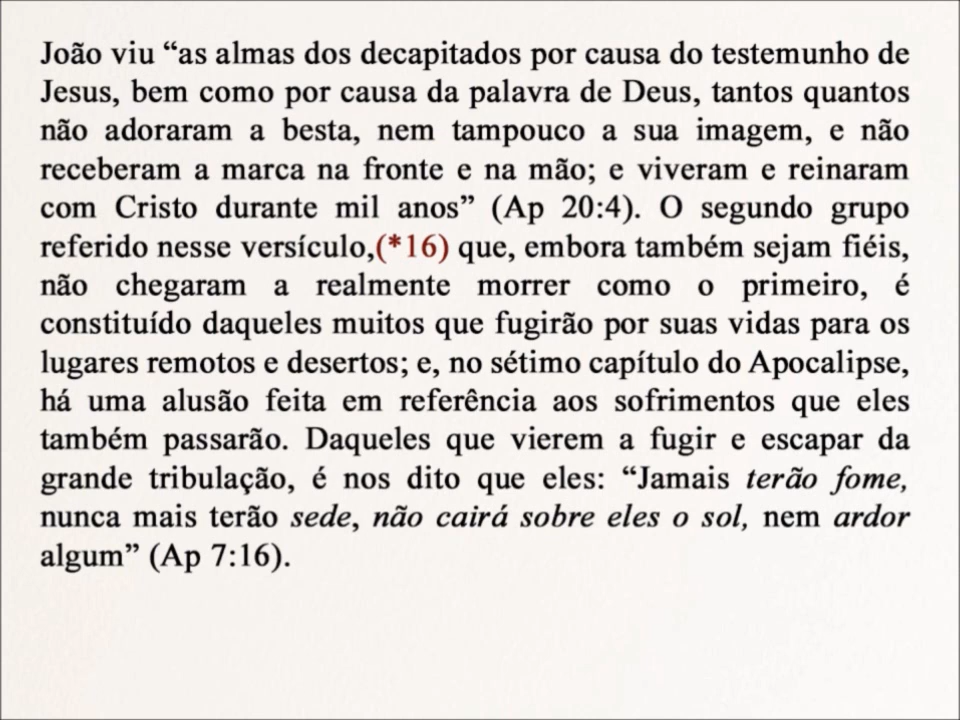 João viu “as almas dos decapitados por causa do testemunho de
Jesus, bem como por causa da palavra de Deus, tantos quantos
não adoraram a besta, nem tampouco a sua imagem, e não
receberam a marca na fronte e na mão; e viveram e reinaram
com Cristo durante mil anos” (Ap 20:4). O segundo grupo
referido nesse versículo,(*16) que, embora também sejam fiéis,
não chegaram a realmente morrer como o primeiro, é
constituído daqueles muitos que fugirão por suas vidas para os
lugares remotos e desertos; e, no sétimo capítulo do Apocalipse,
há uma alusão feita em referência aos sofrimentos que eles
também passarão. Daqueles que vierem a fugir e escapar da
grande tribulação, é nos dito que eles: “Jamais terão fome,
nunca mais terão sede, não cairá sobre eles o sol, nem ardor
algum” (Ap 7:16).